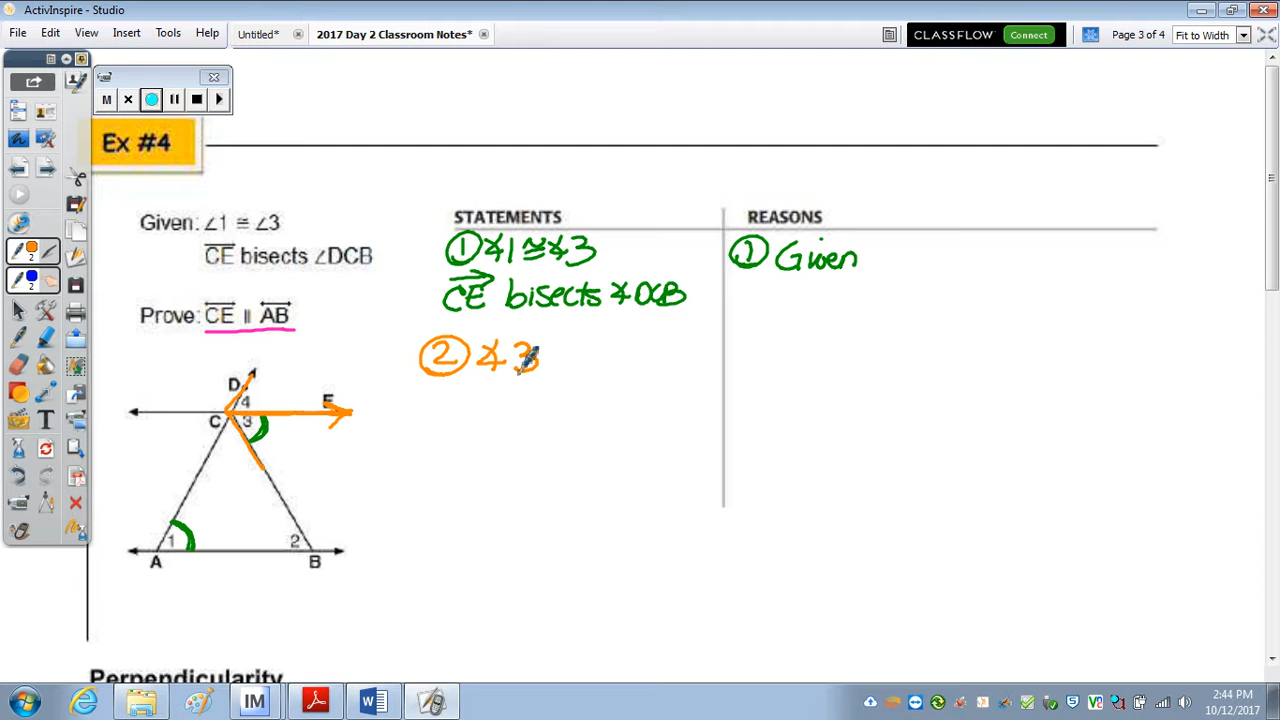 ActivInspire - Studio
File Edit View Insert Tools Help Untitled* 2017 Day 2 Classroom Notes* CLASSFLOW Connect Page 3 of 4 Fit to Width
M
Ex #4
Given: ∠1 ≅ ∠3
CE bisects ∠DCB
Prove: CE ∥ AB
STATEMENTS REASONS
① ∡1 ≅ ∡3 ① Given
CE bisects ∡DCB
② ∡3
D
4
E
C 3
1 2
A B
2
2
T
Perpendicularity
IM
2:44 PM
10/12/2017